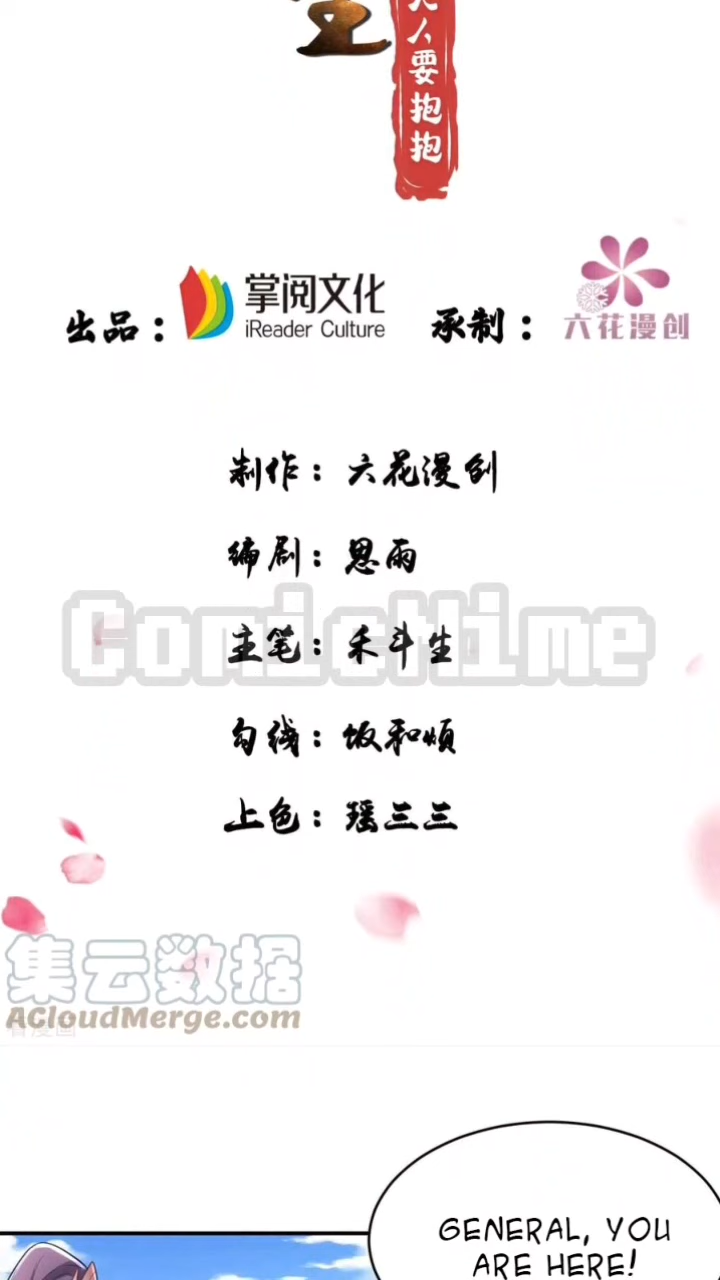 人要抱抱
出品：
掌阅文化
iReader Culture
承制：
六花漫创
制作：六花漫创
编剧：思雨
ComicHime
主笔：禾斗生
勾线：饭和烦
上色：瑶三三
集云数据
ACloudMerge.com
GENERAL, YOU
ARE HERE!